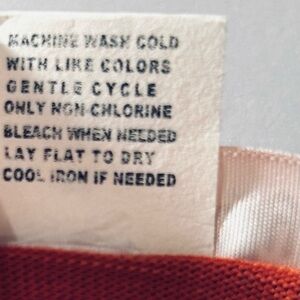 MACHINE WASH COLD
WITH LIKE COLORS
GENTLE CYCLE
ONLY NON-CHLORINE
BLEACH WHEN NEEDED
LAY FLAT TO DRY
COOL IRON IF NEEDED